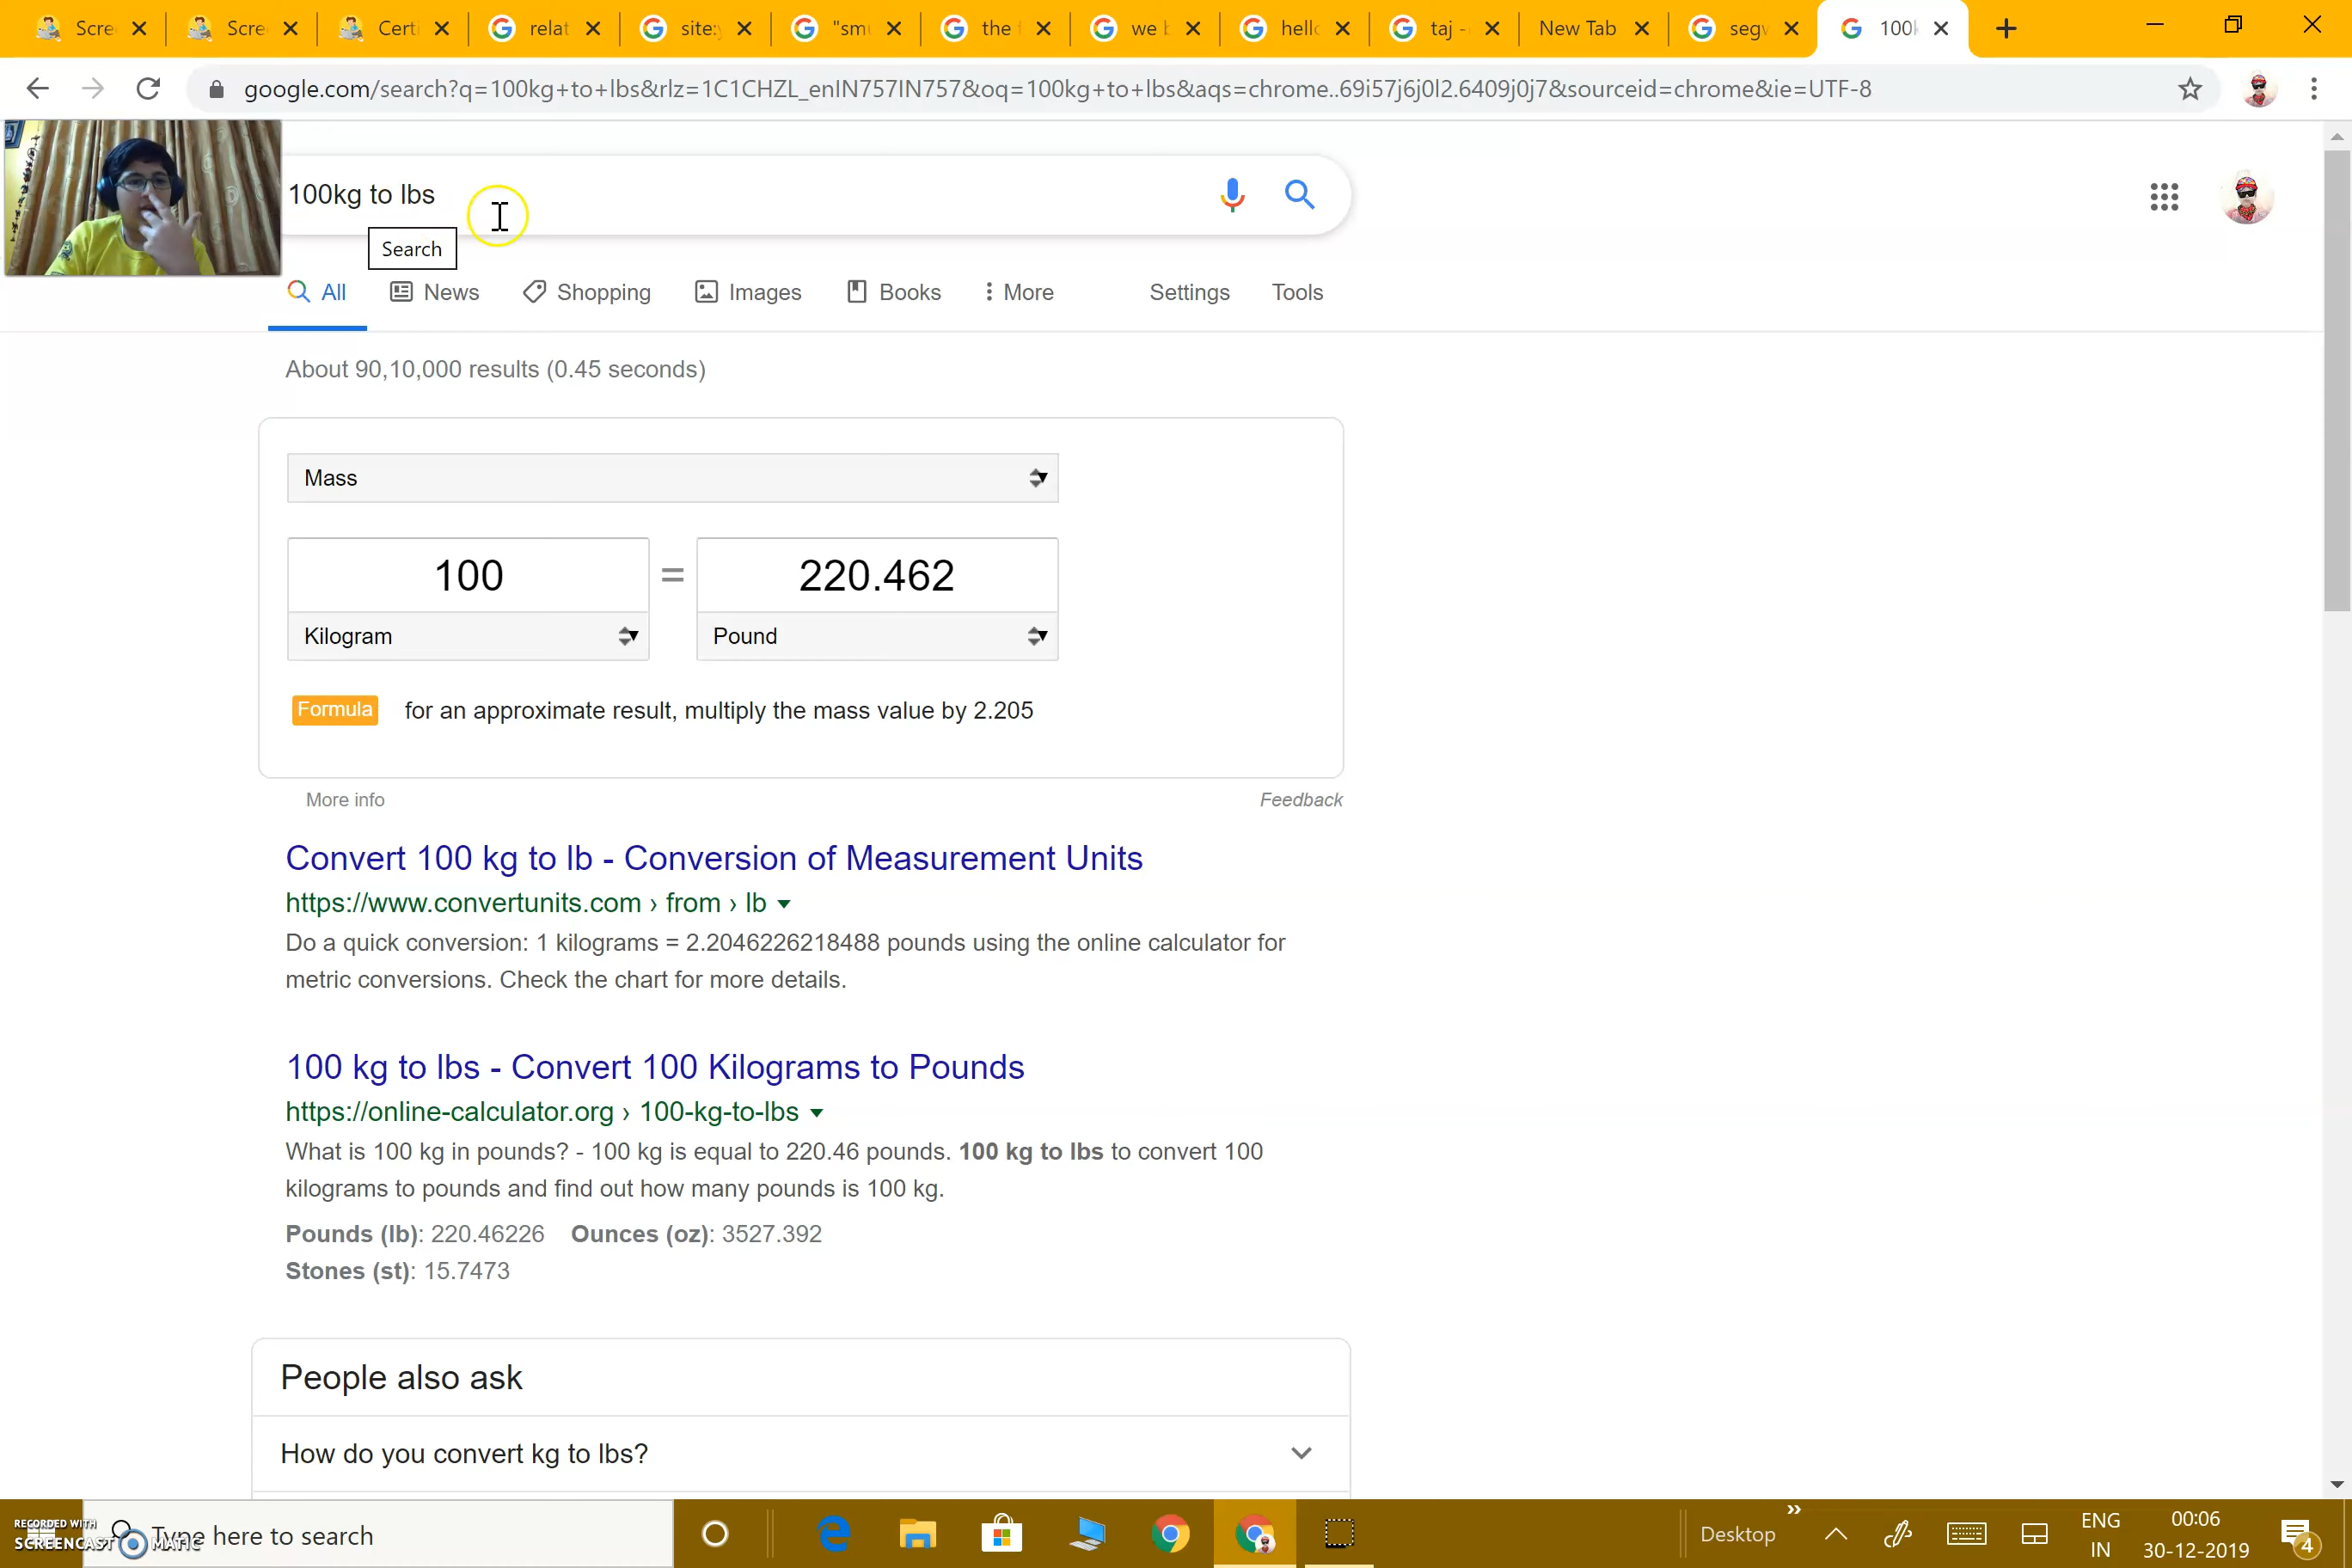 Scre
Scre
Certi
relat
site:y
"smu
the f
we b
hello
taj -
New Tab
segw
100k
google.com/search?q=100kg+to+lbs&rlz=1C1CHZL_enIN757IN757&oq=100kg+to+lbs&aqs=chrome..69i57j6j0l2.6409j0j7&sourceid=chrome&ie=UTF-8
100kg to lbs
Search
All News Shopping Images Books More Settings Tools
About 90,10,000 results (0.45 seconds)
Mass
100 = 220.462
Kilogram Pound
Formula for an approximate result, multiply the mass value by 2.205
More info Feedback
Convert 100 kg to lb - Conversion of Measurement Units
https://www.convertunits.com › from › lb
Do a quick conversion: 1 kilograms = 2.2046226218488 pounds using the online calculator for
metric conversions. Check the chart for more details.
100 kg to lbs - Convert 100 Kilograms to Pounds
https://online-calculator.org › 100-kg-to-lbs
What is 100 kg in pounds? - 100 kg is equal to 220.46 pounds. 100 kg to lbs to convert 100
kilograms to pounds and find out how many pounds is 100 kg.
Pounds (lb): 220.46226 Ounces (oz): 3527.392
Stones (st): 15.7473
People also ask
How do you convert kg to lbs?
RECORDED WITH
SCREENCAST MATIC
Type here to search
Desktop
ENG
IN
00:06
30-12-2019
4